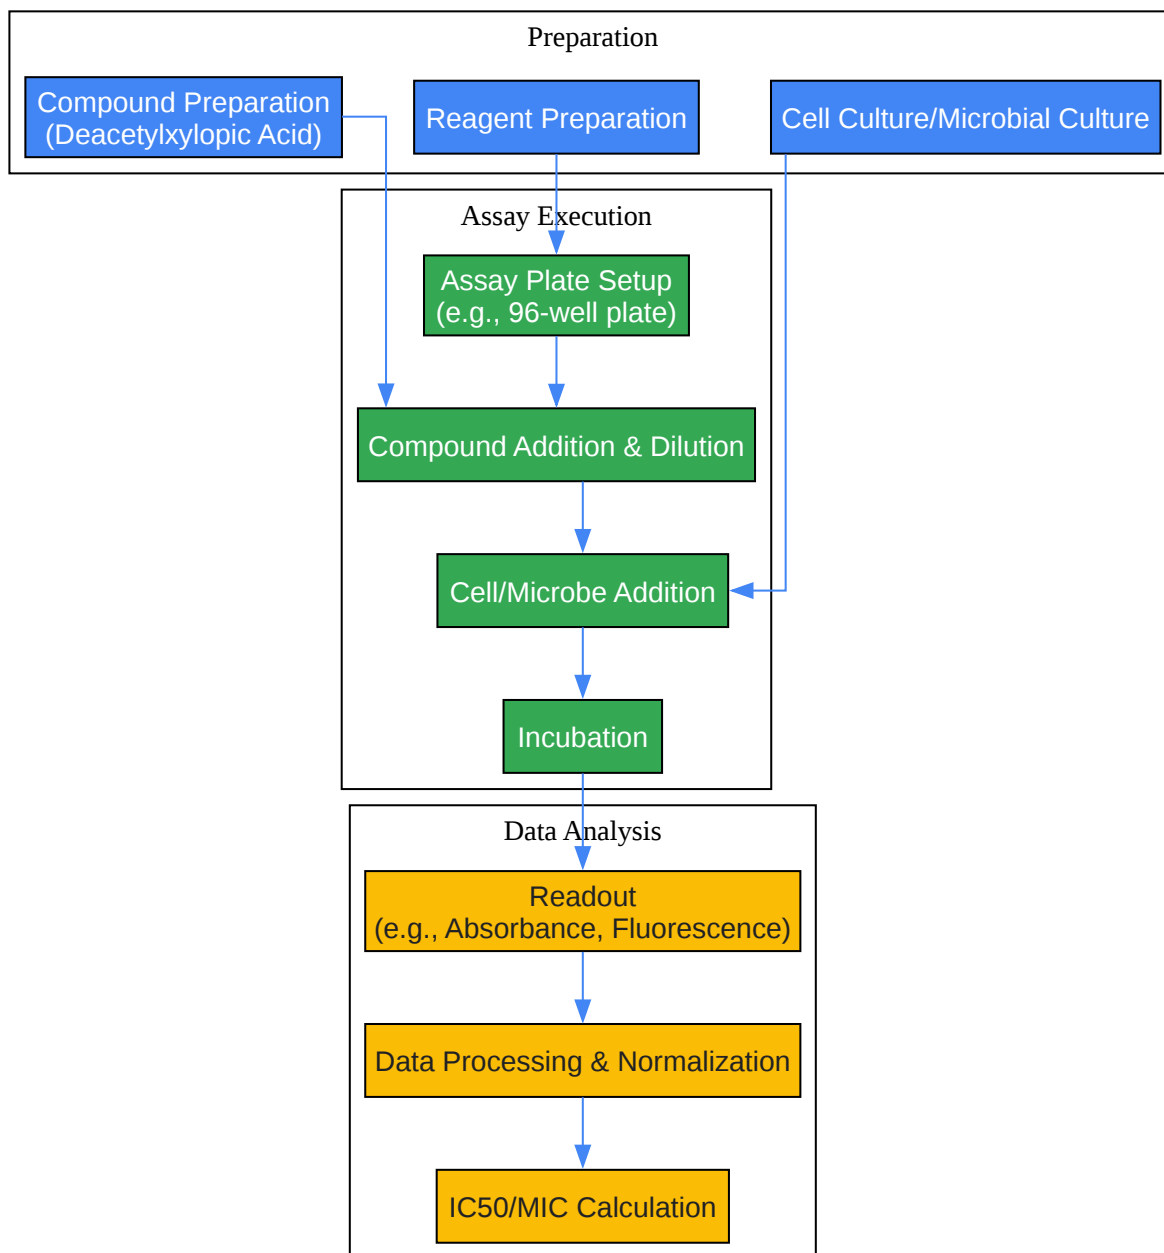 Preparation
Compound Preparation
(Deacetylxylopic Acid)
Reagent Preparation
Cell Culture/Microbial Culture
Assay Execution
Assay Plate Setup
(e.g., 96-well plate)
Compound Addition & Dilution
Cell/Microbe Addition
Incubation
Data Analysis
Readout
(e.g., Absorbance, Fluorescence)
Data Processing & Normalization
IC50/MIC Calculation